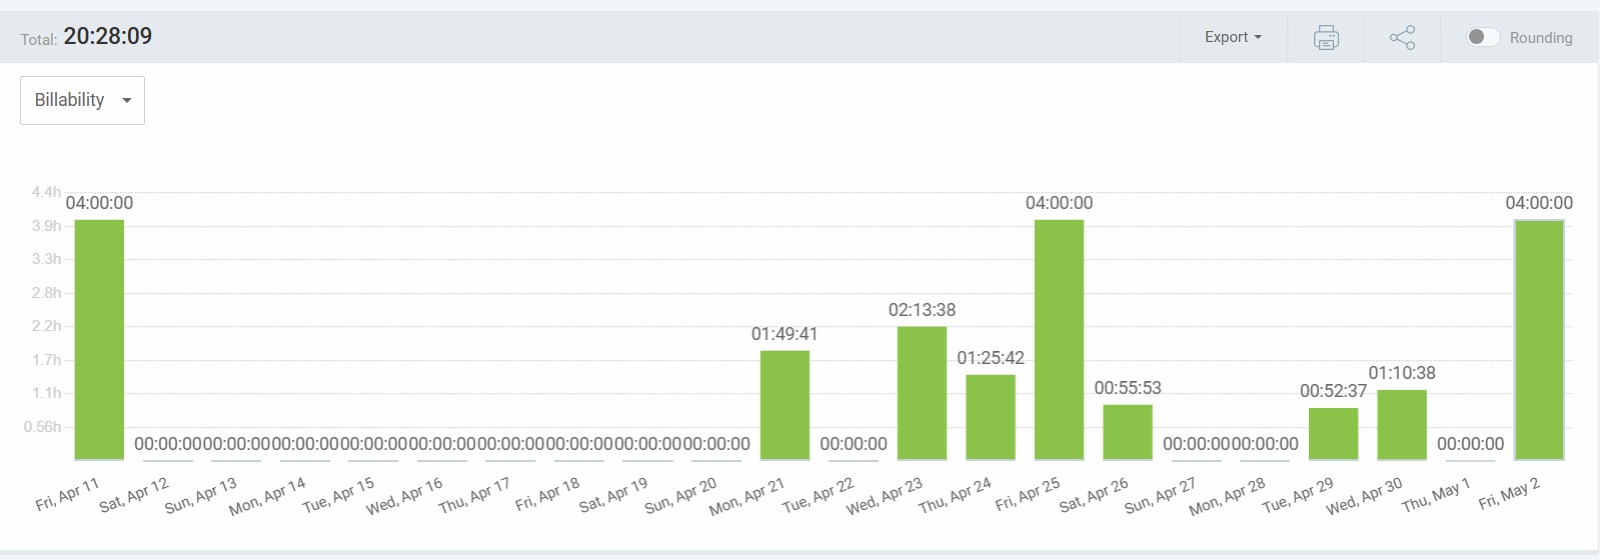 Total: 20:28:09 Export Rounding
Billability
4.4h
04:00:00 04:00:00 04:00:00
3.9h
3.3h
2.8h
02:13:38
2.2h
01:49:41
01:25:42
1.7h
01:10:38
1.1h
00:55:53 00:52:37
0.56h
00:00:00 00:00:00 00:00:00 00:00:00 00:00:00 00:00:00 00:00:00 00:00:00 00:00:00 00:00:00 00:00:00 00:00:00 00:00:00
Fri, Apr 11 Sat, Apr 12 Sun, Apr 13 Mon, Apr 14 Tue, Apr 15 Wed, Apr 16 Thu, Apr 17 Fri, Apr 18 Sat, Apr 19 Sun, Apr 20 Mon, Apr 21 Tue, Apr 22 Wed, Apr 23 Thu, Apr 24 Fri, Apr 25 Sat, Apr 26 Sun, Apr 27 Mon, Apr 28 Tue, Apr 29 Wed, Apr 30 Thu, May 1 Fri, May 2